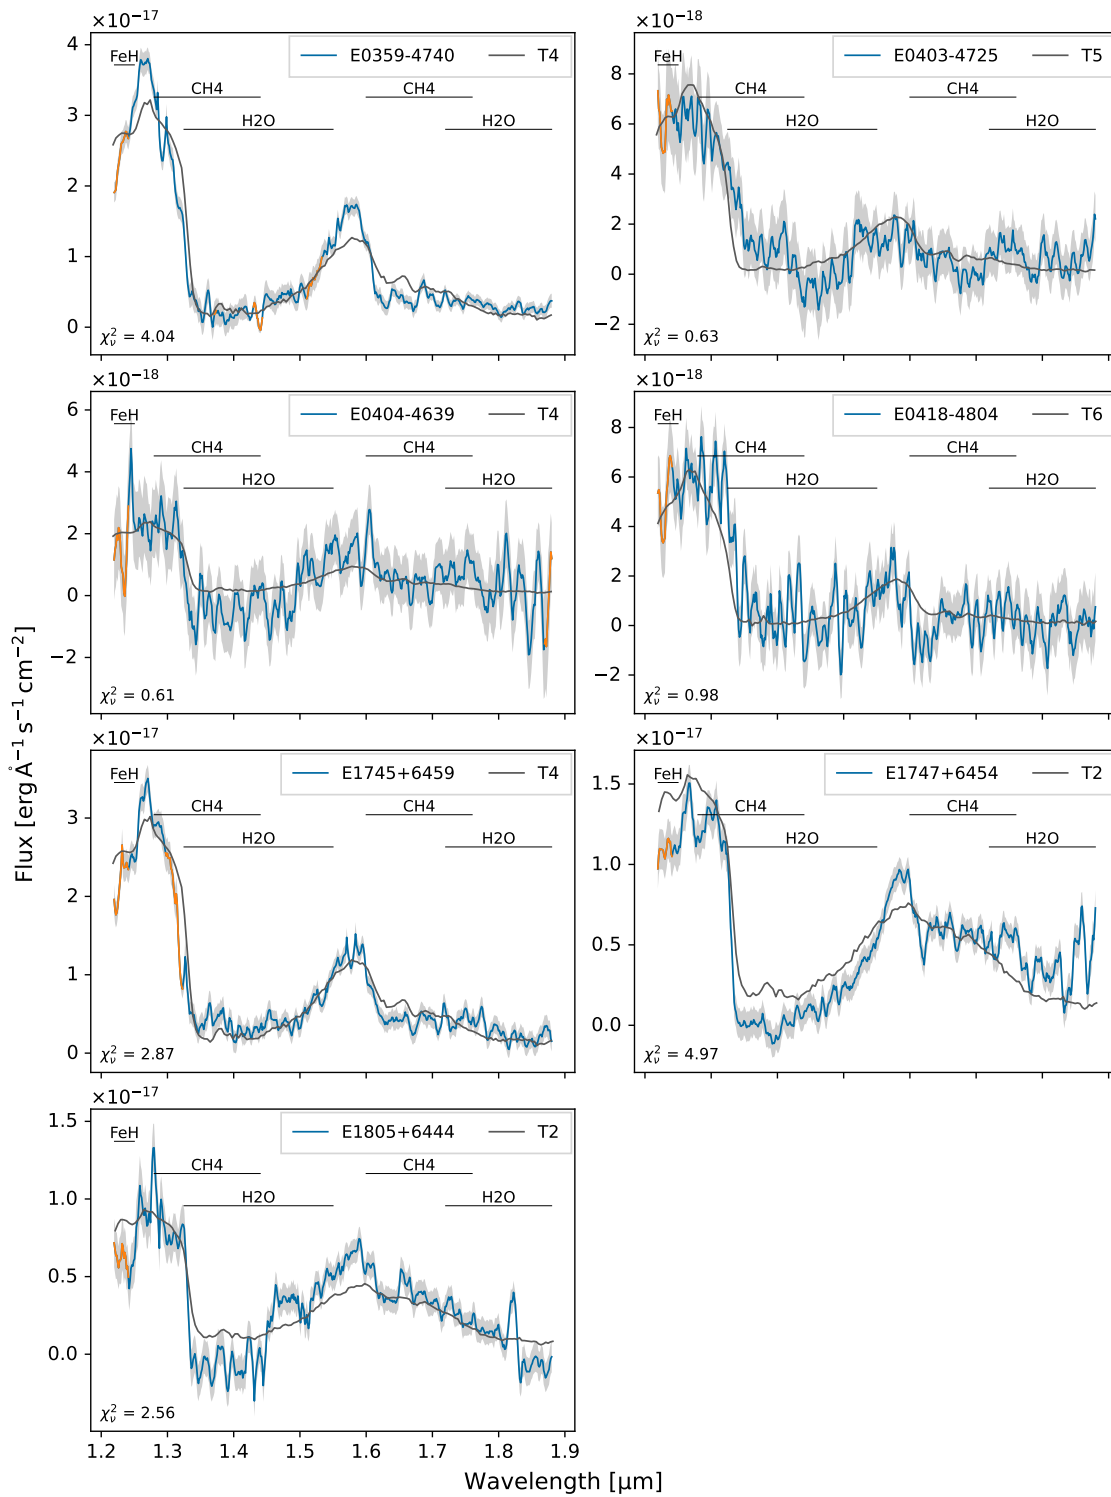 ×10⁻¹⁷
E0359-4740 T4
FeH
CH4 CH4
H2O H2O
4
3
2
1
0
χ²ᵥ = 4.04
×10⁻¹⁸
E0403-4725 T5
FeH
CH4 CH4
H2O H2O
8
6
4
2
0
−2
χ²ᵥ = 0.63
×10⁻¹⁸
E0404-4639 T4
FeH
CH4 CH4
H2O H2O
6
4
2
0
−2
χ²ᵥ = 0.61
×10⁻¹⁸
E0418-4804 T6
FeH
CH4 CH4
H2O H2O
8
6
4
2
0
−2
χ²ᵥ = 0.98
×10⁻¹⁷
E1745+6459 T4
FeH
CH4 CH4
H2O H2O
3
2
1
0
χ²ᵥ = 2.87
×10⁻¹⁷
E1747+6454 T2
FeH
CH4 CH4
H2O H2O
1.5
1.0
0.5
0.0
χ²ᵥ = 4.97
×10⁻¹⁷
E1805+6444 T2
FeH
CH4 CH4
H2O H2O
1.5
1.0
0.5
0.0
χ²ᵥ = 2.56
1.2 1.3 1.4 1.5 1.6 1.7 1.8 1.9
Wavelength [μm]
Flux [erg Å⁻¹ s⁻¹ cm⁻²]